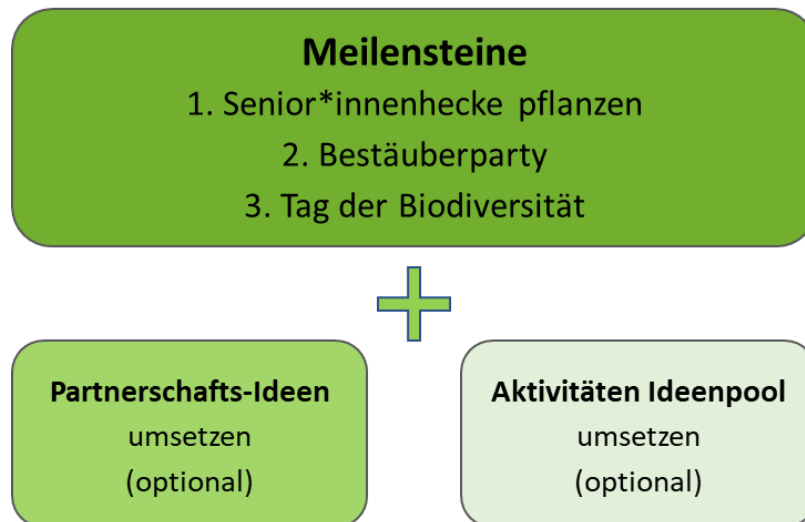 Meilensteine
1. Senior*innenhecke pflanzen
2. Bestäuberparty
3. Tag der Biodiversität
Partnerschafts-Ideen
umsetzen
(optional)
Aktivitäten Ideenpool
umsetzen
(optional)